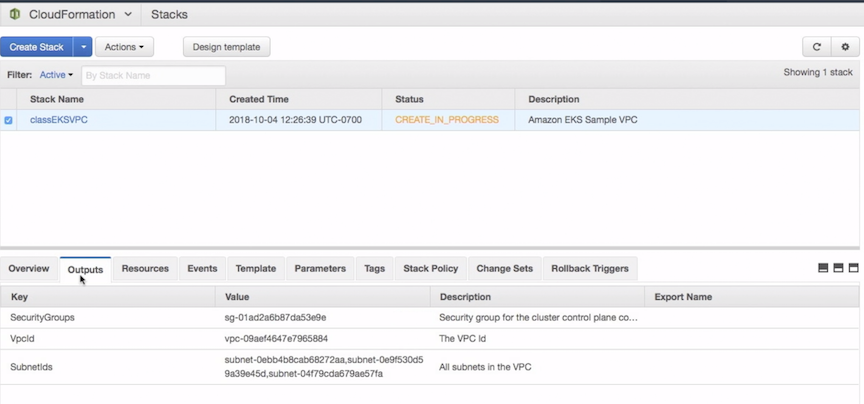 CloudFormation Stacks
Create Stack Actions Design template
Filter: Active By Stack Name Showing 1 stack
Stack Name Created Time Status Description
classEKSVPC 2018-10-04 12:26:39 UTC-0700 CREATE_IN_PROGRESS Amazon EKS Sample VPC
Overview Outputs Resources Events Template Parameters Tags Stack Policy Change Sets Rollback Triggers
Key Value Description Export Name
SecurityGroups sg-01ad2a6b87da53e9e Security group for the cluster control plane co...
VpcId vpc-09aef4647e7965884 The VPC Id
SubnetIds subnet-0ebb4b8cab68272aa,subnet-0e9f530d5 All subnets in the VPC
9a39e45d,subnet-04f79cda679ae57fa